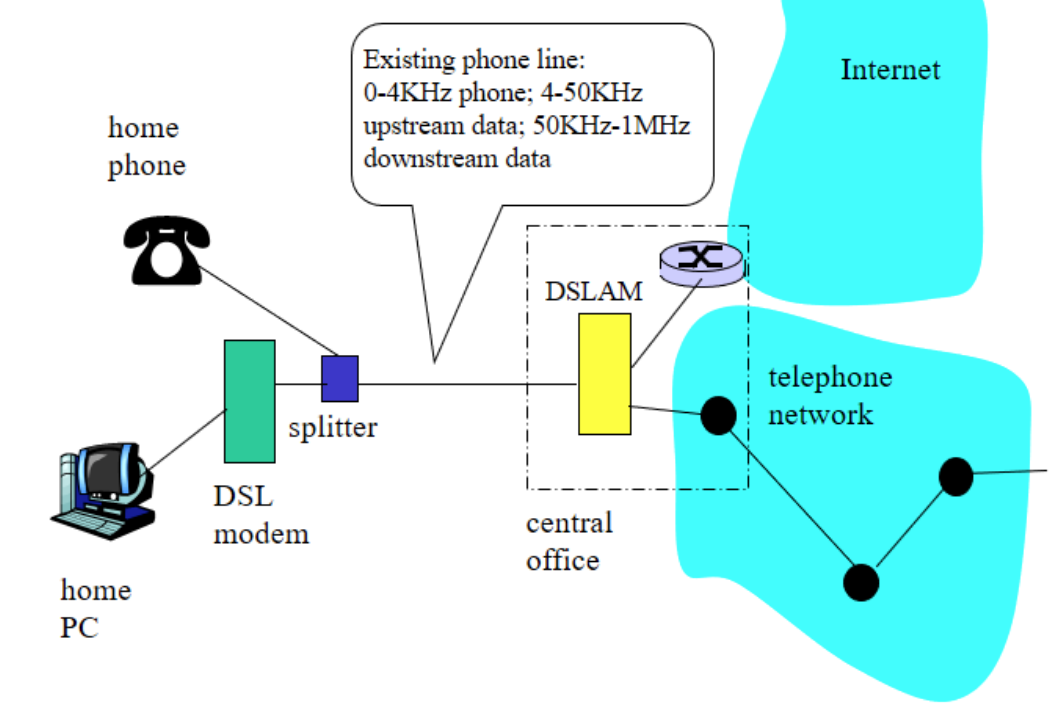 Existing phone line:
0-4KHz phone; 4-50KHz
upstream data; 50KHz-1MHz
downstream data
Internet
home
phone
DSLAM
telephone
network
splitter
DSL
modem
central
office
home
PC